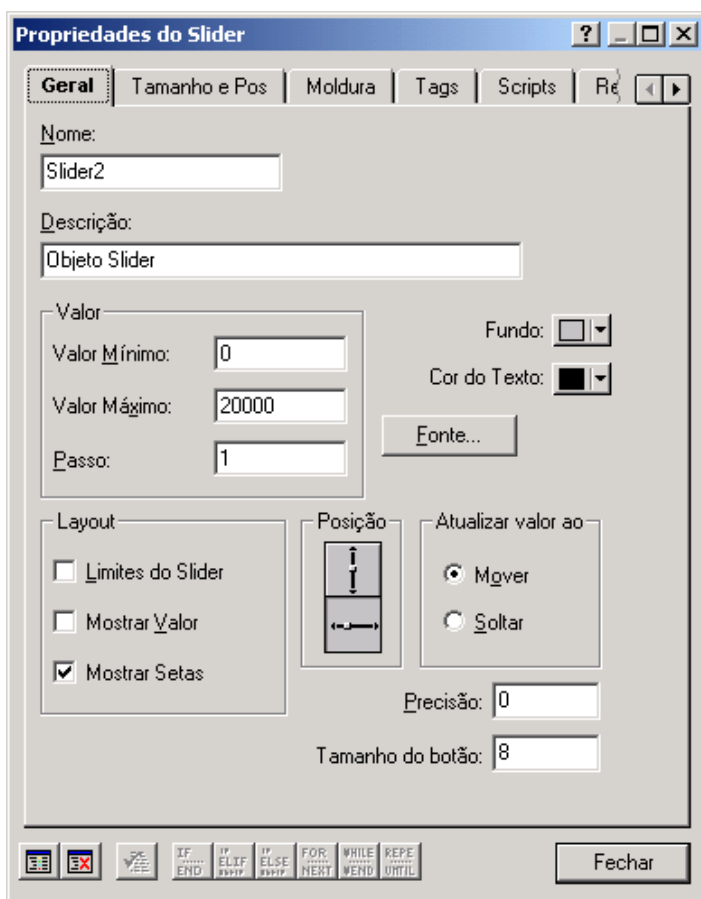 Propriedades do Slider
Geral Tamanho e Pos Moldura Tags Scripts
Nome:
Slider2
Descrição:
Objeto Slider
Valor
Valor Mínimo: 0
Valor Máximo: 20000
Passo: 1
Fundo:
Cor do Texto:
Fonte...
Layout
Limites do Slider
Mostrar Valor
Mostrar Setas
Posição
Atualizar valor ao
Mover
Soltar
Precisão: 0
Tamanho do botão: 8
IF END
IF ELIF
IF ELSE
FOR NEXT
WHILE WEND
REPE UNTIL
Fechar